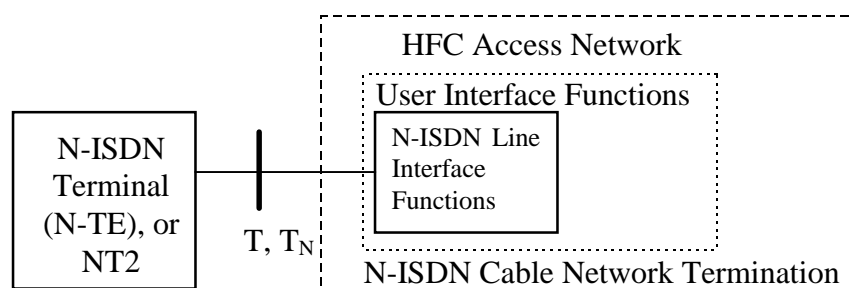 HFC Access Network
User Interface Functions
N-ISDN Line
Interface
Functions
N-ISDN
Terminal
(N-TE), or
NT2
T, TN
N-ISDN Cable Network Termination